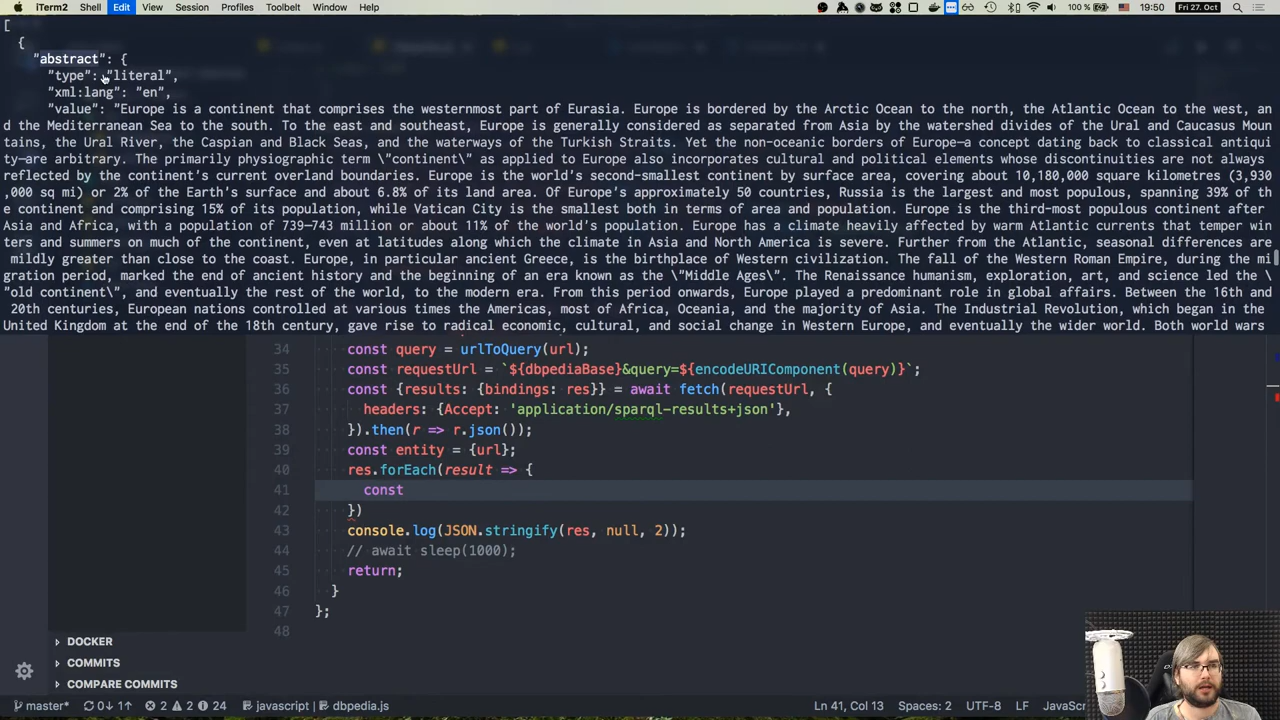 iTerm2 Shell Edit View Session Profiles Toolbelt Window Help 100 % 19:50 Fri 27. Oct
[
{
"abstract": {
"type": "literal",
"xml:lang": "en",
"value": "Europe is a continent that comprises the westernmost part of Eurasia. Europe is bordered by the Arctic Ocean to the north, the Atlantic Ocean to the west, an
d the Mediterranean Sea to the south. To the east and southeast, Europe is generally considered as separated from Asia by the watershed divides of the Ural and Caucasus Moun
tains, the Ural River, the Caspian and Black Seas, and the waterways of the Turkish Straits. Yet the non-oceanic borders of Europe—a concept dating back to classical antiqui
ty—are arbitrary. The primarily physiographic term \"continent\" as applied to Europe also incorporates cultural and political elements whose discontinuities are not always
reflected by the continent's current overland boundaries. Europe is the world's second-smallest continent by surface area, covering about 10,180,000 square kilometres (3,930
,000 sq mi) or 2% of the Earth's surface and about 6.8% of its land area. Of Europe's approximately 50 countries, Russia is the largest and most populous, spanning 39% of th
e continent and comprising 15% of its population, while Vatican City is the smallest both in terms of area and population. Europe is the third-most populous continent after
Asia and Africa, with a population of 739–743 million or about 11% of the world's population. Europe has a climate heavily affected by warm Atlantic currents that temper win
ters and summers on much of the continent, even at latitudes along which the climate in Asia and North America is severe. Further from the Atlantic, seasonal differences are
mildly greater than close to the coast. Europe, in particular ancient Greece, is the birthplace of Western civilization. The fall of the Western Roman Empire, during the mi
gration period, marked the end of ancient history and the beginning of an era known as the \"Middle Ages\". The Renaissance humanism, exploration, art, and science led the \
"old continent\", and eventually the rest of the world, to the modern era. From this period onwards, Europe played a predominant role in global affairs. Between the 16th and
20th centuries, European nations controlled at various times the Americas, most of Africa, Oceania, and the majority of Asia. The Industrial Revolution, which began in the
United Kingdom at the end of the 18th century, gave rise to radical economic, cultural, and social change in Western Europe, and eventually the wider world. Both world wars
34 const query = urlToQuery(url);
35 const requestUrl = `${dbpediaBase}&query=${encodeURIComponent(query)}`;
36 const {results: {bindings: res}} = await fetch(requestUrl, {
37 headers: {Accept: 'application/sparql-results+json'},
38 }).then(r => r.json());
39 const entity = {url};
40 res.forEach(result => {
41 const
42 })
43 console.log(JSON.stringify(res, null, 2));
44 // await sleep(1000);
45 return;
46 }
47 };
48
DOCKER
COMMITS
COMPARE COMMITS
master* 0↓ 1↑ 2 2 24 javascript dbpedia.js Ln 41, Col 13 Spaces: 2 UTF-8 LF